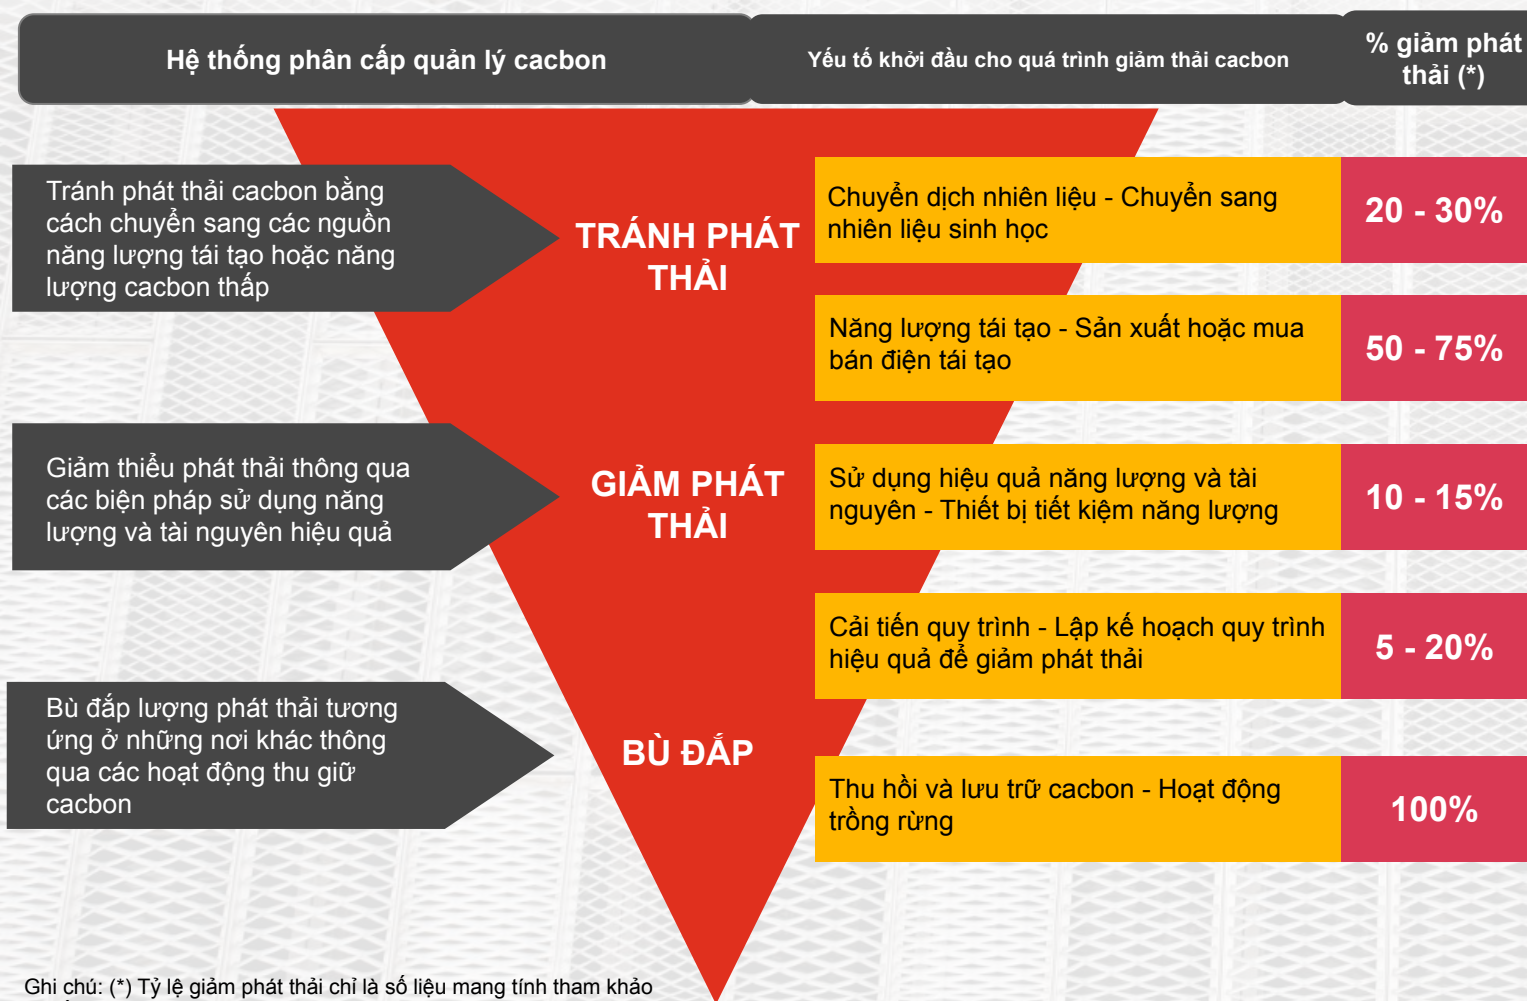 Hệ thống phân cấp quản lý cacbon
Yếu tố khởi đầu cho quá trình giảm thải cacbon
% giảm phát
thải (*)
Tránh phát thải cacbon bằng
cách chuyển sang các nguồn
năng lượng tái tạo hoặc năng
lượng cacbon thấp
TRÁNH PHÁT
THẢI
Chuyển dịch nhiên liệu - Chuyển sang
nhiên liệu sinh học
20 - 30%
Năng lượng tái tạo - Sản xuất hoặc mua
bán điện tái tạo
50 - 75%
Giảm thiểu phát thải thông qua
các biện pháp sử dụng năng
lượng và tài nguyên hiệu quả
GIẢM PHÁT
THẢI
Sử dụng hiệu quả năng lượng và tài
nguyên - Thiết bị tiết kiệm năng lượng
10 - 15%
Cải tiến quy trình - Lập kế hoạch quy trình
hiệu quả để giảm phát thải
5 - 20%
Bù đắp lượng phát thải tương
ứng ở những nơi khác thông
qua các hoạt động thu giữ
cacbon
BÙ ĐẮP
Thu hồi và lưu trữ cacbon - Hoạt động
trồng rừng
100%
Ghi chú: (*) Tỷ lệ giảm phát thải chỉ là số liệu mang tính tham khảo